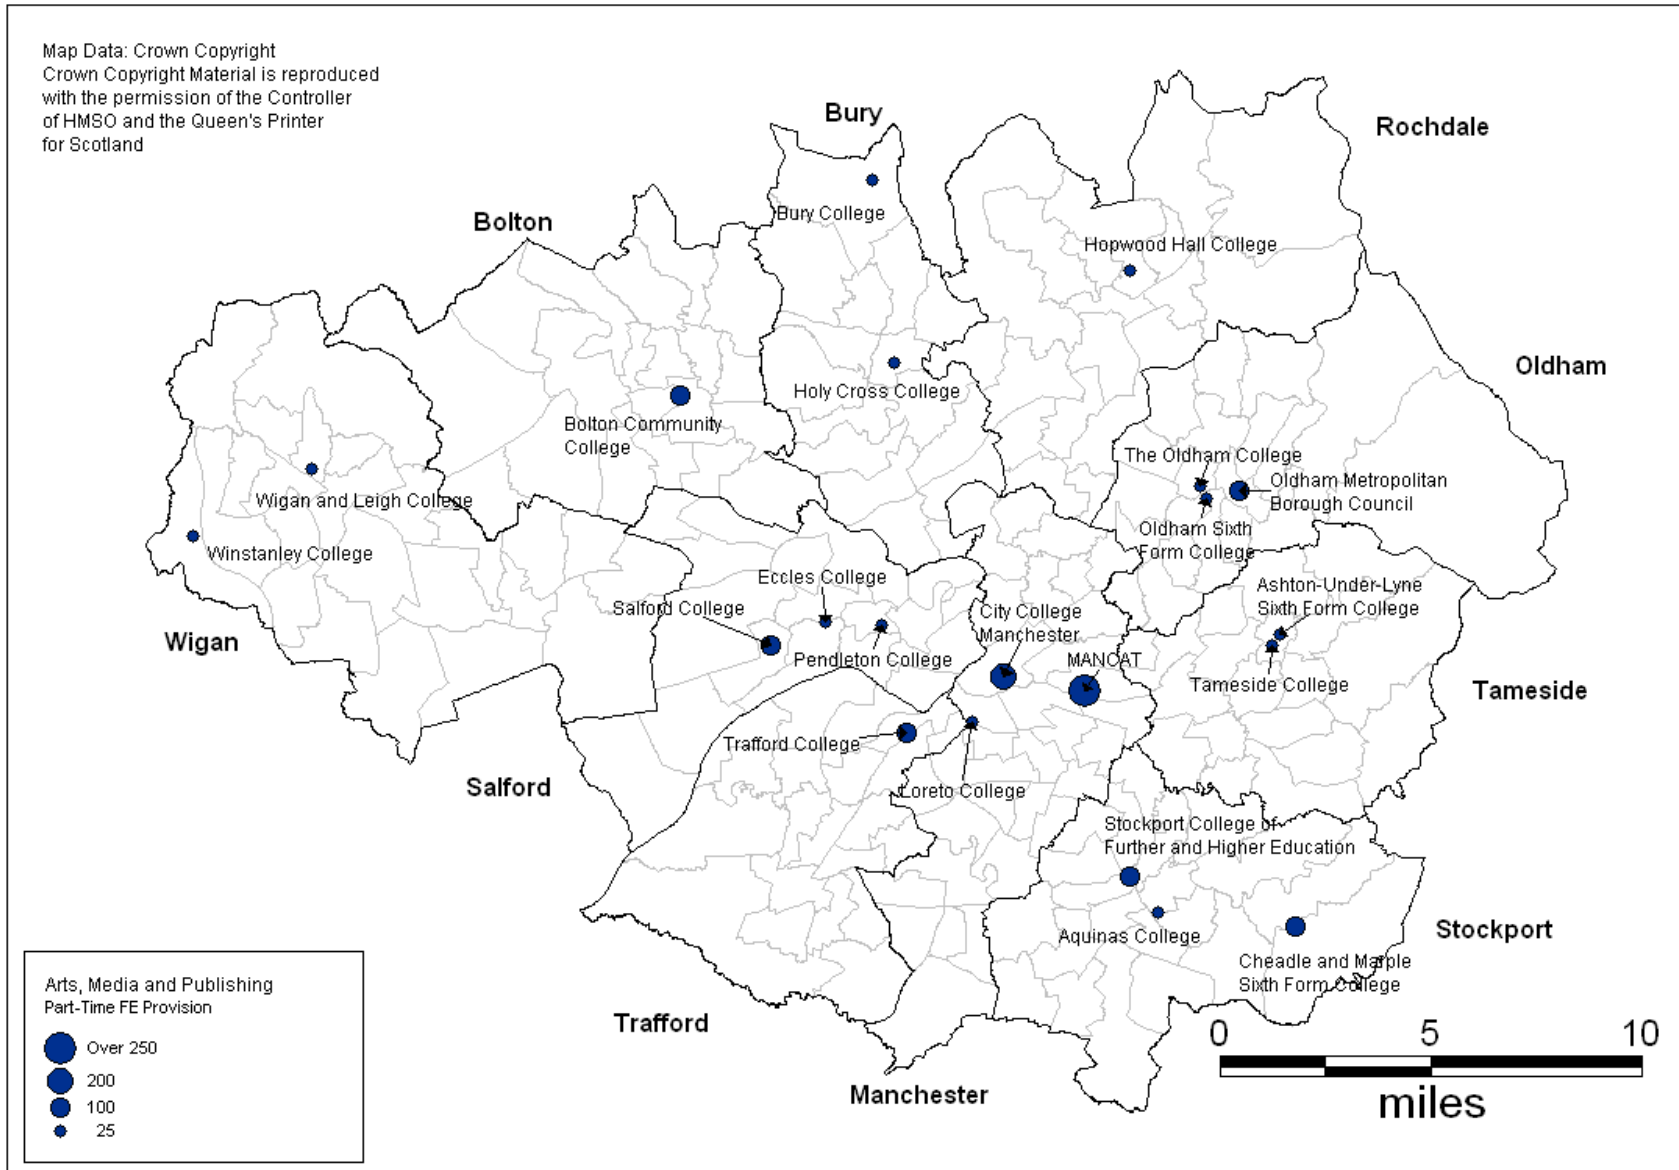 Map Data: Crown Copyright
Crown Copyright Material is reproduced
with the permission of the Controller
of HMSO and the Queen's Printer
for Scotland
Bury
Rochdale
Bolton
Bury College
Hopwood Hall College
Oldham
Holy Cross College
Bolton Community
College
The Oldham College
Oldham Metropolitan
Borough Council
Wigan and Leigh College
Oldham Sixth
Form College
Winstanley College
Eccles College
Ashton-Under-Lyne
Sixth Form College
Salford College
City College
Manchester
Wigan
Pendleton College
MANCAT
Tameside College
Tameside
Trafford College
Salford
Loreto College
Stockport College of
Further and Higher Education
Aquinas College
Stockport
Cheadle and Marple
Sixth Form College
Trafford
Manchester
Arts, Media and Publishing
Part-Time FE Provision
Over 250
200
100
25
0 5 10
miles